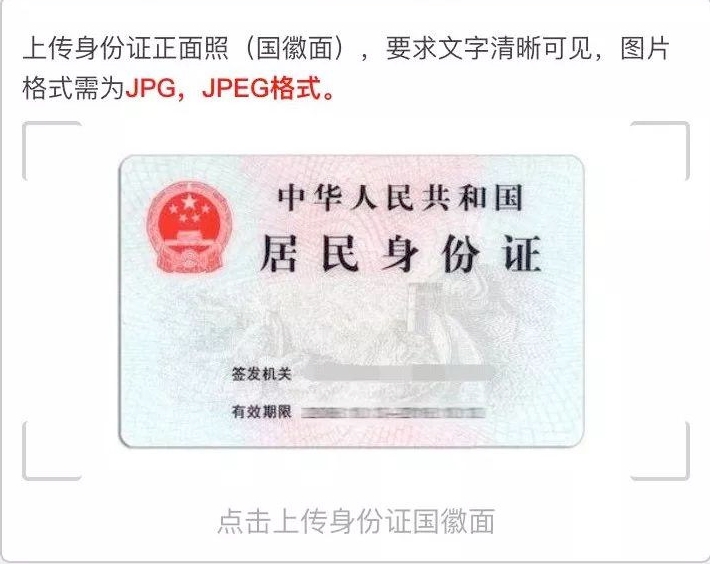 上传身份证正面照（国徽面），要求文字清晰可见，图片
格式需为JPG，JPEG格式。
中华人民共和国
居民身份证
签发机关
有效期限
点击上传身份证国徽面